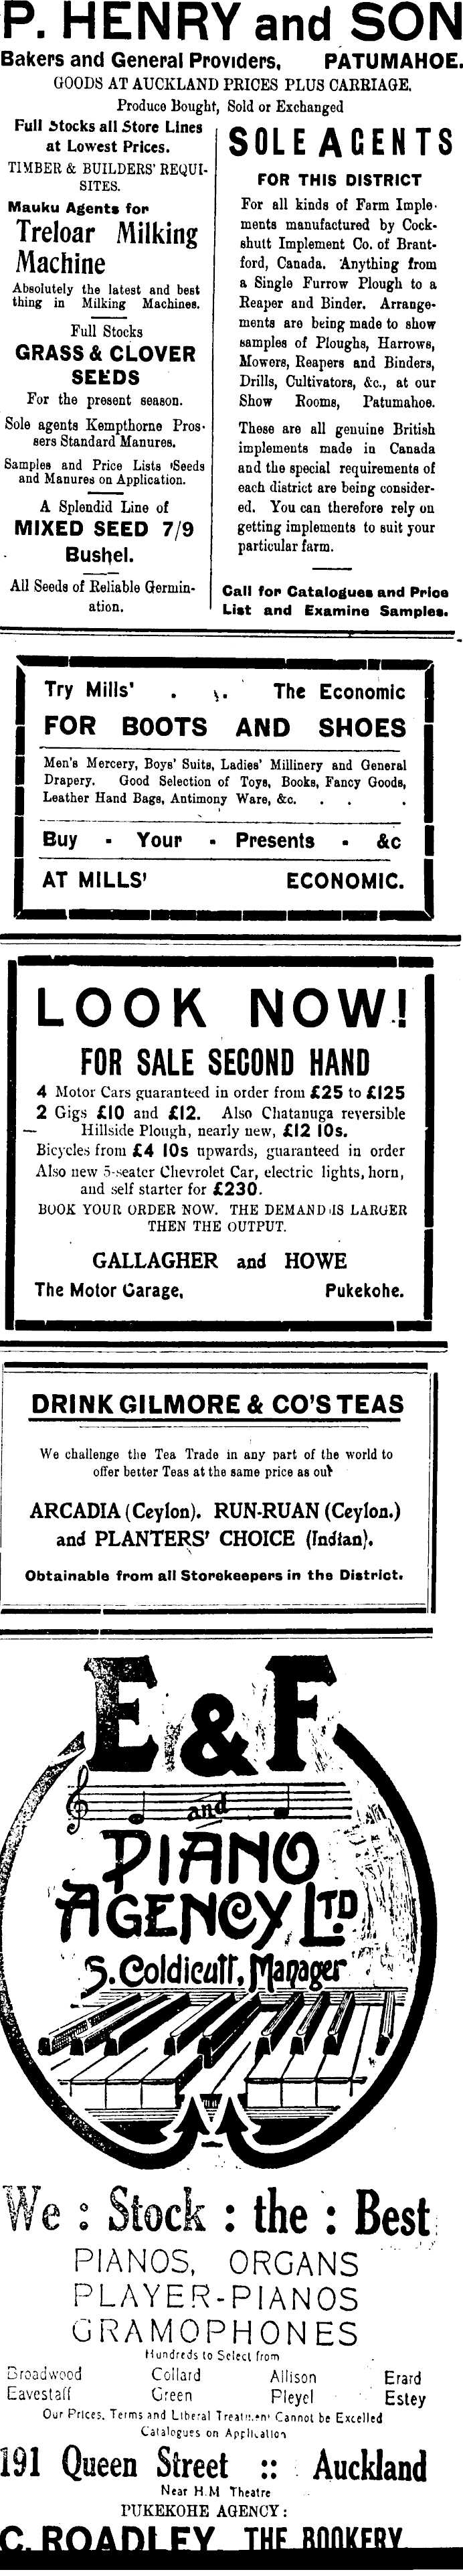 P. HENRY and SON
Bakers and General Providers, PATUMAHOE.
GOODS AT AUCKLAND PRICES PLUS CARRIAGE.
Produce Bought, Sold or Exchanged
Full Stocks all Store Lines
at Lowest Prices.
TIMBER & BUILDERS' REQUI-
SITES.
Mauku Agents for
Treloar Milking
Machine
Absolutely the latest and best
thing in Milking Machines.
Full Stocks
GRASS & CLOVER
SEEDS
For the present season.
Sole agents Kempthorne Pros-
sers Standard Manures.
Samples and Price Lists Seeds
and Manures on Application.
A Splendid Line of
MIXED SEED 7/9
Bushel.
All Seeds of Reliable Germin-
ation.
SOLE AGENTS
FOR THIS DISTRICT
For all kinds of Farm Imple-
ments manufactured by Cock-
shutt Implement Co. of Brant-
ford, Canada. Anything from
a Single Furrow Plough to a
Reaper and Binder. Arrange-
ments are being made to show
samples of Ploughs, Harrows,
Mowers, Reapers and Binders,
Drills, Cultivators, &c., at our
Show Rooms, Patumahoe.
These are all genuine British
implements made in Canada
and the special requirements of
each district are being consider-
ed. You can therefore rely on
getting implements to suit your
particular farm.
Call for Catalogues and Price
List and Examine Samples.
Try Mills' . . The Economic
FOR BOOTS AND SHOES
Men's Mercery, Boys' Suits, Ladies' Millinery and General
Drapery. Good Selection of Toys, Books, Fancy Goods,
Leather Hand Bags, Antimony Ware, &c. . . .
Buy - Your - Presents - &c
AT MILLS' ECONOMIC.
LOOK NOW!
FOR SALE SECOND HAND
4 Motor Cars guaranteed in order from £25 to £125
2 Gigs £10 and £12. Also Chatanuga reversible
Hillside Plough, nearly new, £12 10s.
Bicycles from £4 10s upwards, guaranteed in order
Also new 5-seater Chevrolet Car, electric lights, horn,
and self starter for £230.
BOOK YOUR ORDER NOW. THE DEMAND IS LARGER
THEN THE OUTPUT.
GALLAGHER and HOWE
The Motor Garage, Pukekohe.
DRINK GILMORE & CO'S TEAS
We challenge the Tea Trade in any part of the world to
offer better Teas at the same price as our
ARCADIA (Ceylon). RUN-RUAN (Ceylon.)
and PLANTERS' CHOICE (Indian).
Obtainable from all Storekeepers in the District.
E & F
and
PIANO
AGENCY LTD
S. Coldicutt, Manager
We : Stock : the : Best
PIANOS, ORGANS
PLAYER-PIANOS
GRAMOPHONES
Hundreds to Select from
Broadwood Collard Allison Erard
Eavestaff Green Pleyel Estey
Our Prices, Terms and Liberal Treatment Cannot be Excelled
Catalogues on Application
191 Queen Street :: Auckland
Near H.M Theatre
PUKEKOHE AGENCY:
C. ROADLEY THE BOOKERY